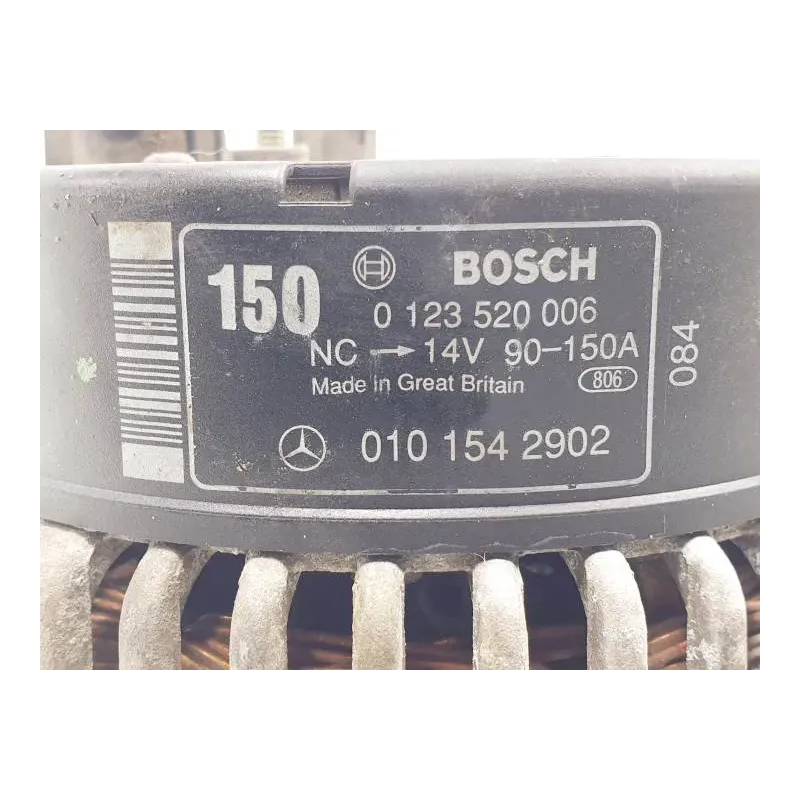 150 BOSCH
0 123 520 006
NC → 14V 90-150A
Made in Great Britain 806
010 154 2902
084